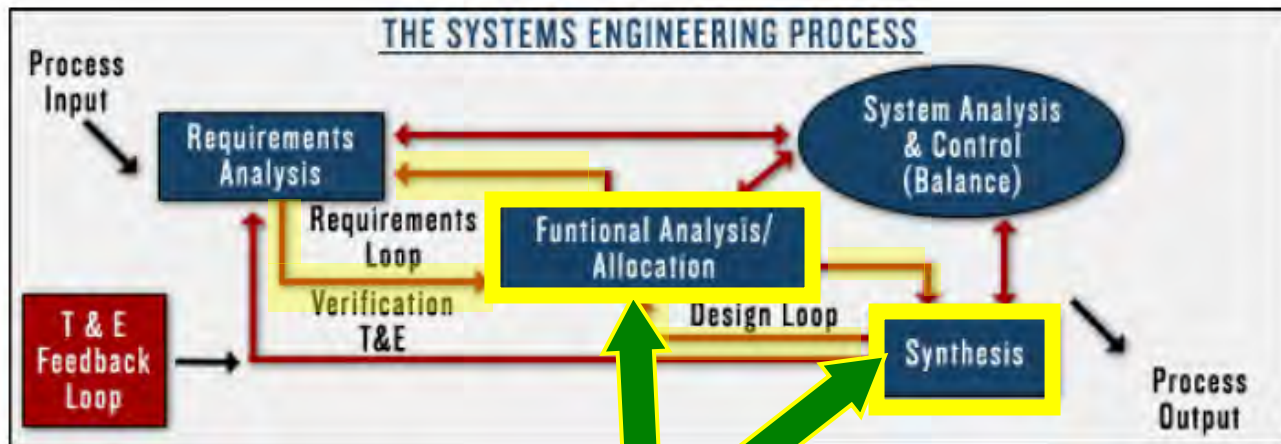 THE SYSTEMS ENGINEERING PROCESS
Process
Input
Requirements
Analysis
System Analysis
& Control
(Balance)
Requirements
Loop
Funtional Analysis/
Allocation
Verification
T&E
Design Loop
T & E
Feedback
Loop
Synthesis
Process
Output